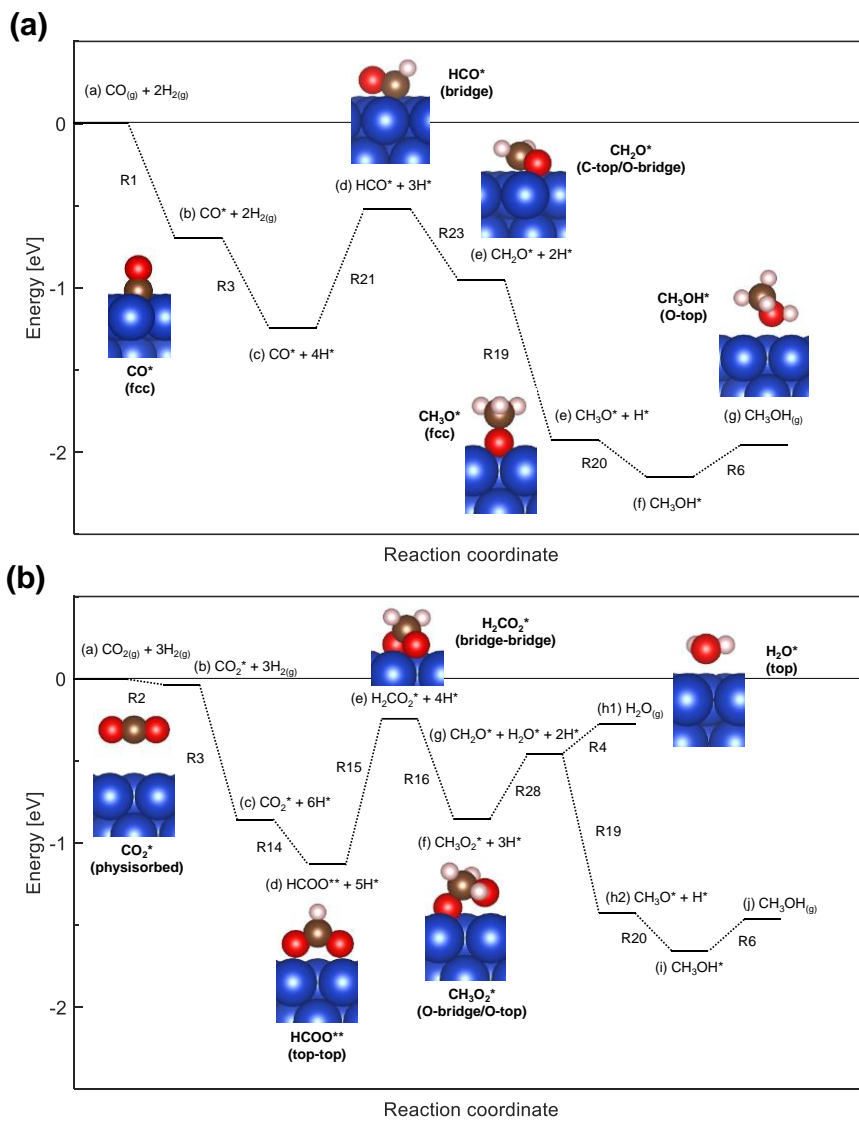 (a)
HCO*
(bridge)
(a) CO(g) + 2H2(g)
0
CH2O*
(C-top/O-bridge)
R1
(d) HCO* + 3H*
(b) CO* + 2H2(g)
R23
(e) CH2O* + 2H*
R3
R21
CH3OH*
(O-top)
Energy [eV]
-1
CO*
(fcc)
(c) CO* + 4H*
R19
CH3O*
(fcc)
(e) CH3O* + H*
(g) CH3OH(g)
-2
R20
R6
(f) CH3OH*
Reaction coordinate
(b)
H2CO2*
(bridge-bridge)
H2O*
(top)
(a) CO2(g) + 3H2(g)
(b) CO2* + 3H2(g)
0
R2
(e) H2CO2* + 4H*
(h1) H2O(g)
(g) CH2O* + H2O* + 2H*
R4
R3
R15
R16
R28
(c) CO2* + 6H*
Energy [eV]
-1
R14
(f) CH3O2* + 3H*
R19
CO2*
(physisorbed)
(d) HCOO** + 5H*
(h2) CH3O* + H*
(j) CH3OH(g)
R20
R6
(i) CH3OH*
CH3O2*
(O-bridge/O-top)
-2
HCOO**
(top-top)
Reaction coordinate